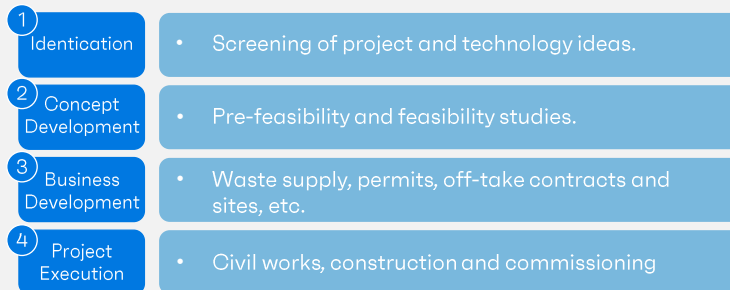 1
Identication
• Screening of project and technology ideas.
2
Concept
Development
• Pre-feasibility and feasibility studies.
3
Business
Development
• Waste supply, permits, off-take contracts and
sites, etc.
4
Project
Execution
• Civil works, construction and commissioning